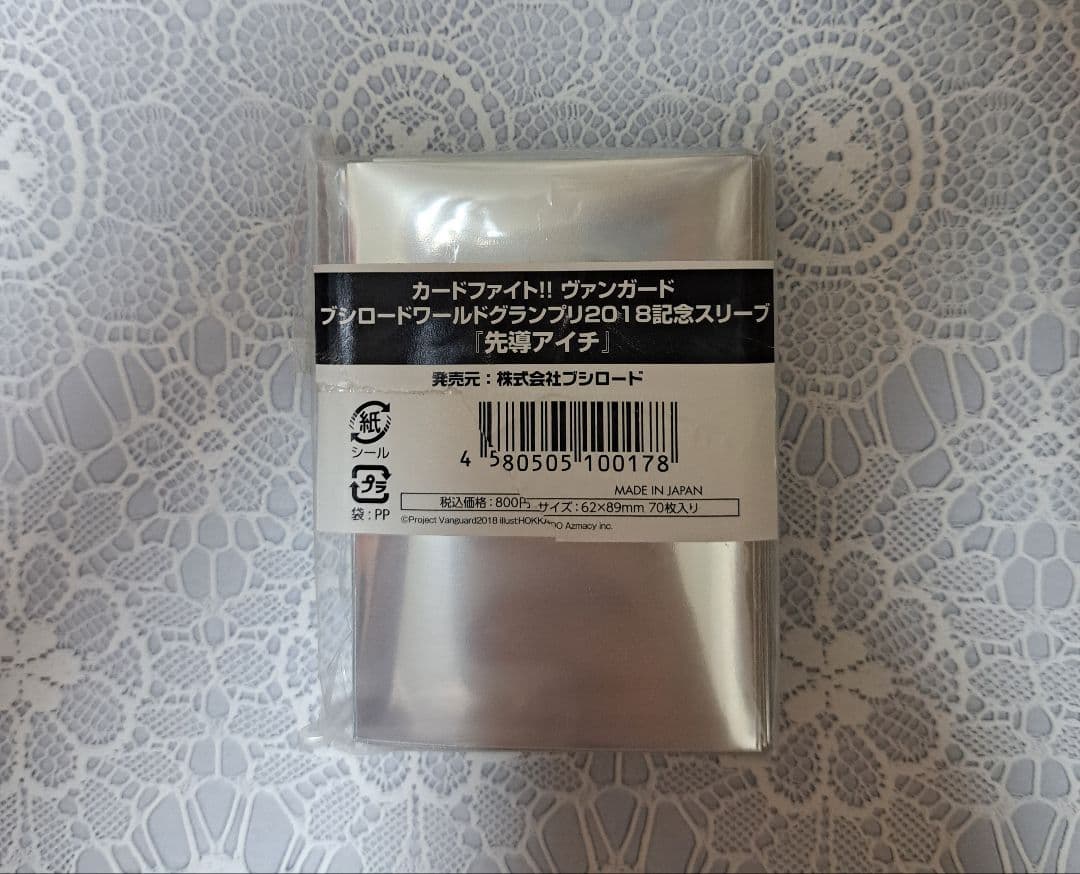 カードファイト!! ヴァンガード
ブシロードワールドグランプリ2018記念スリーブ
『先導アイチ』
発売元：株式会社ブシロード
紙
シール
プラ
袋：PP
4 580505 100178
MADE IN JAPAN
税込価格：800円 サイズ：62×89mm 70枚入り
©Project Vanguard2018 illust:HOKKAIDO Azmacy inc.